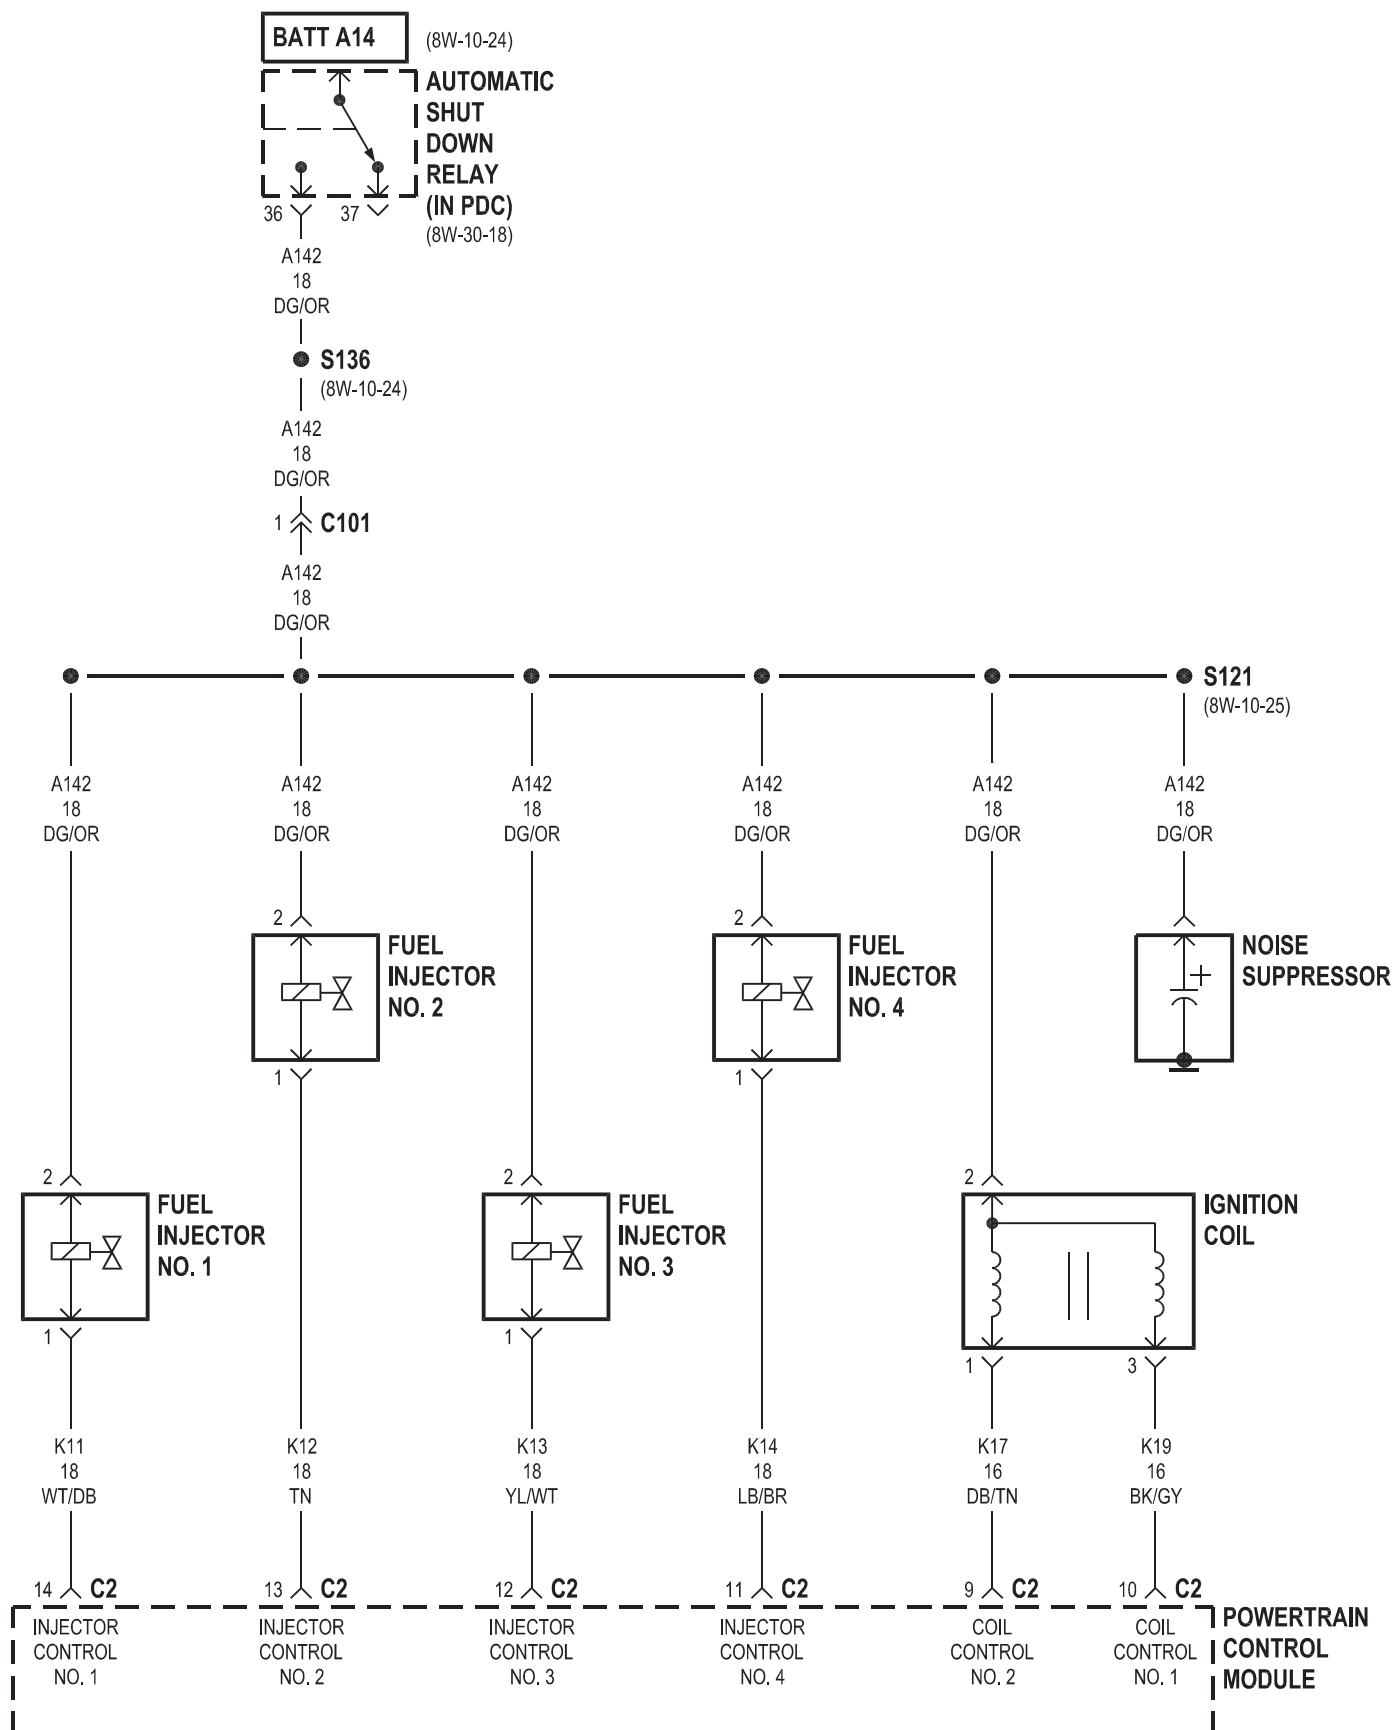 BATT A14
(8W-10-24)
AUTOMATIC
SHUT
DOWN
RELAY
(IN PDC)
(8W-30-18)
36
37
A142
18
DG/OR
S136
(8W-10-24)
A142
18
DG/OR
1
C101
A142
18
DG/OR
S121
(8W-10-25)
A142
18
DG/OR
A142
18
DG/OR
A142
18
DG/OR
A142
18
DG/OR
A142
18
DG/OR
A142
18
DG/OR
2
FUEL
INJECTOR
NO. 2
1
2
FUEL
INJECTOR
NO. 4
1
NOISE
SUPPRESSOR
+
2
FUEL
INJECTOR
NO. 1
1
2
FUEL
INJECTOR
NO. 3
1
2
IGNITION
COIL
1
3
K11
18
WT/DB
K12
18
TN
K13
18
YL/WT
K14
18
LB/BR
K17
16
DB/TN
K19
16
BK/GY
14 C2
13 C2
12 C2
11 C2
9 C2
10 C2
INJECTOR
CONTROL
NO. 1
INJECTOR
CONTROL
NO. 2
INJECTOR
CONTROL
NO. 3
INJECTOR
CONTROL
NO. 4
COIL
CONTROL
NO. 2
COIL
CONTROL
NO. 1
POWERTRAIN
CONTROL
MODULE